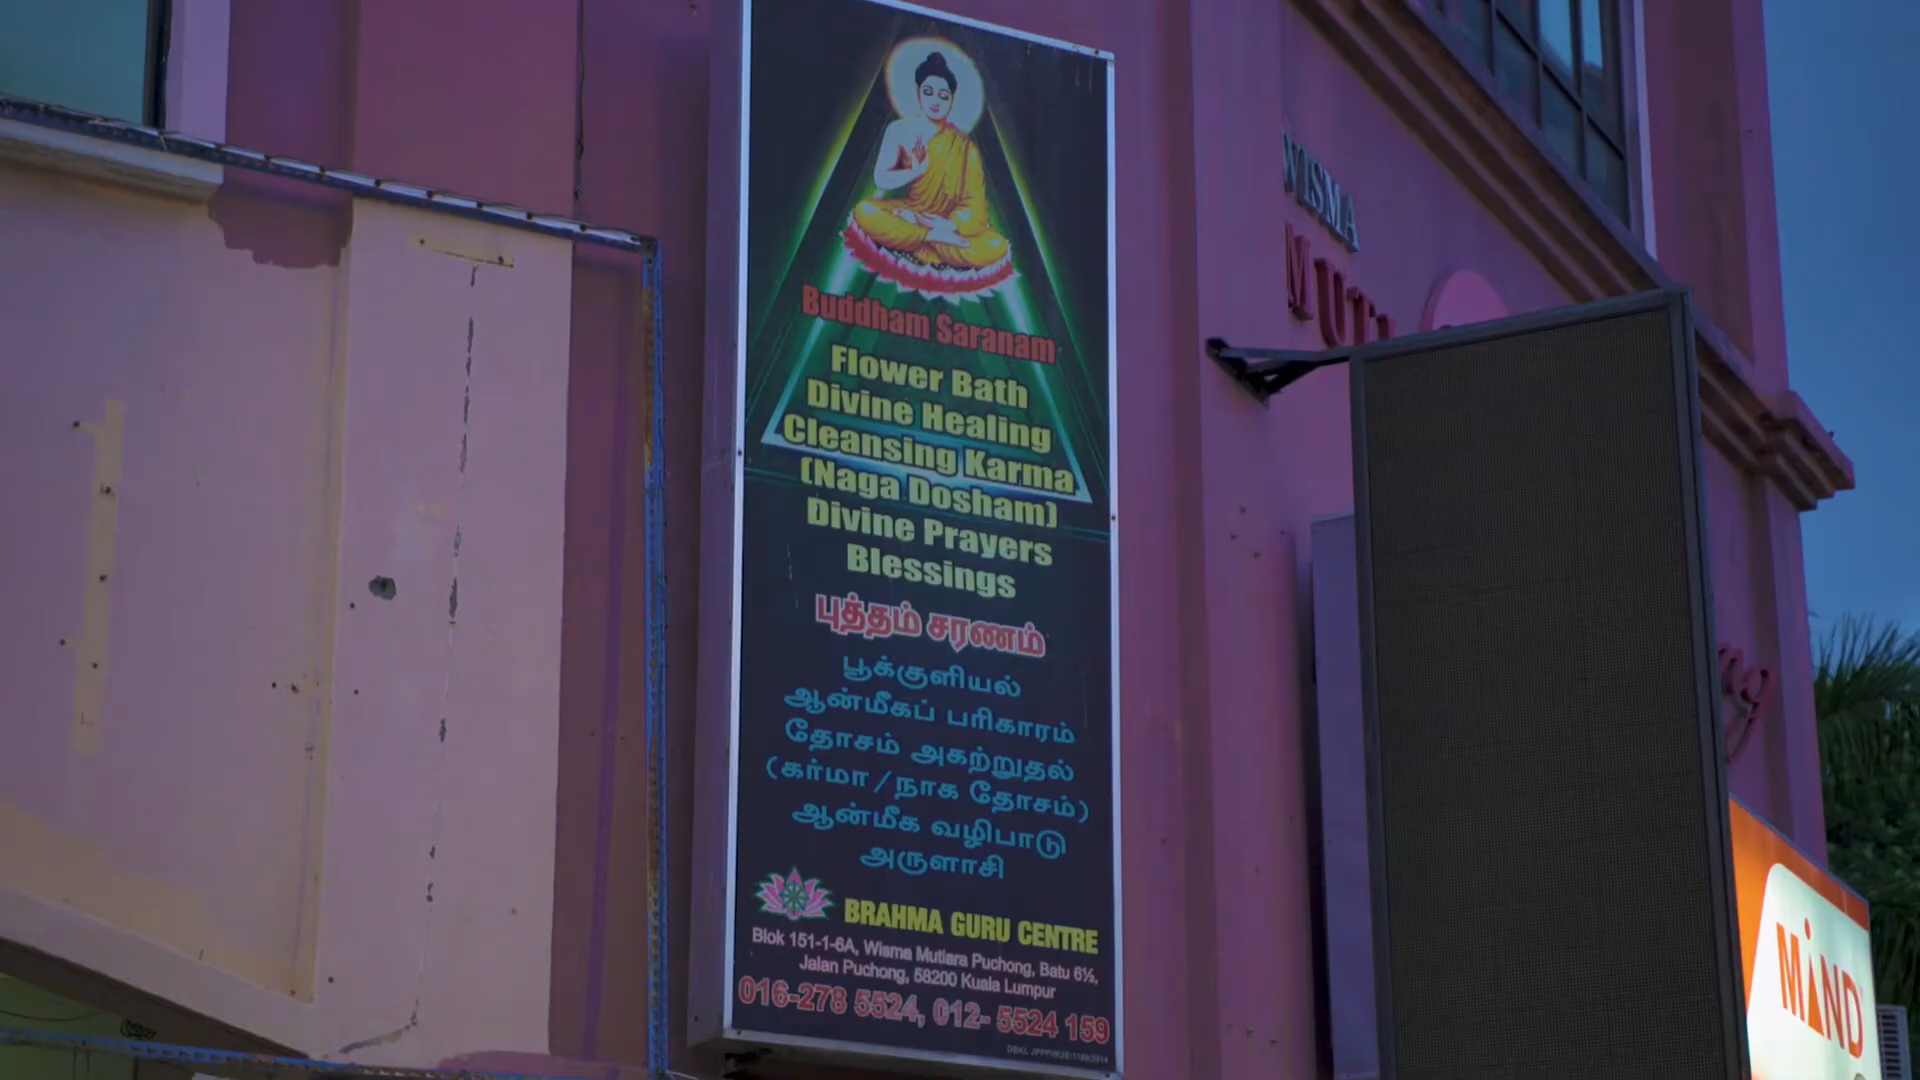 Buddham Saranam
Flower Bath
Divine Healing
Cleansing Karma
(Naga Dosham)
Divine Prayers
Blessings
புத்தம் சரணம்
பூக்குளியல்
ஆன்மீகப் பரிகாரம்
தோசம் அகற்றுதல்
(கர்மா/நாக தோசம்)
ஆன்மீக வழிபாடு
அருளாசி
BRAHMA GURU CENTRE
Blok 151-1-6A, Wisma Mutiara Puchong, Batu 6½,
Jalan Puchong, 58200 Kuala Lumpur
016-278 5524, 012- 5524 159
WISMA
MUTI
MIND